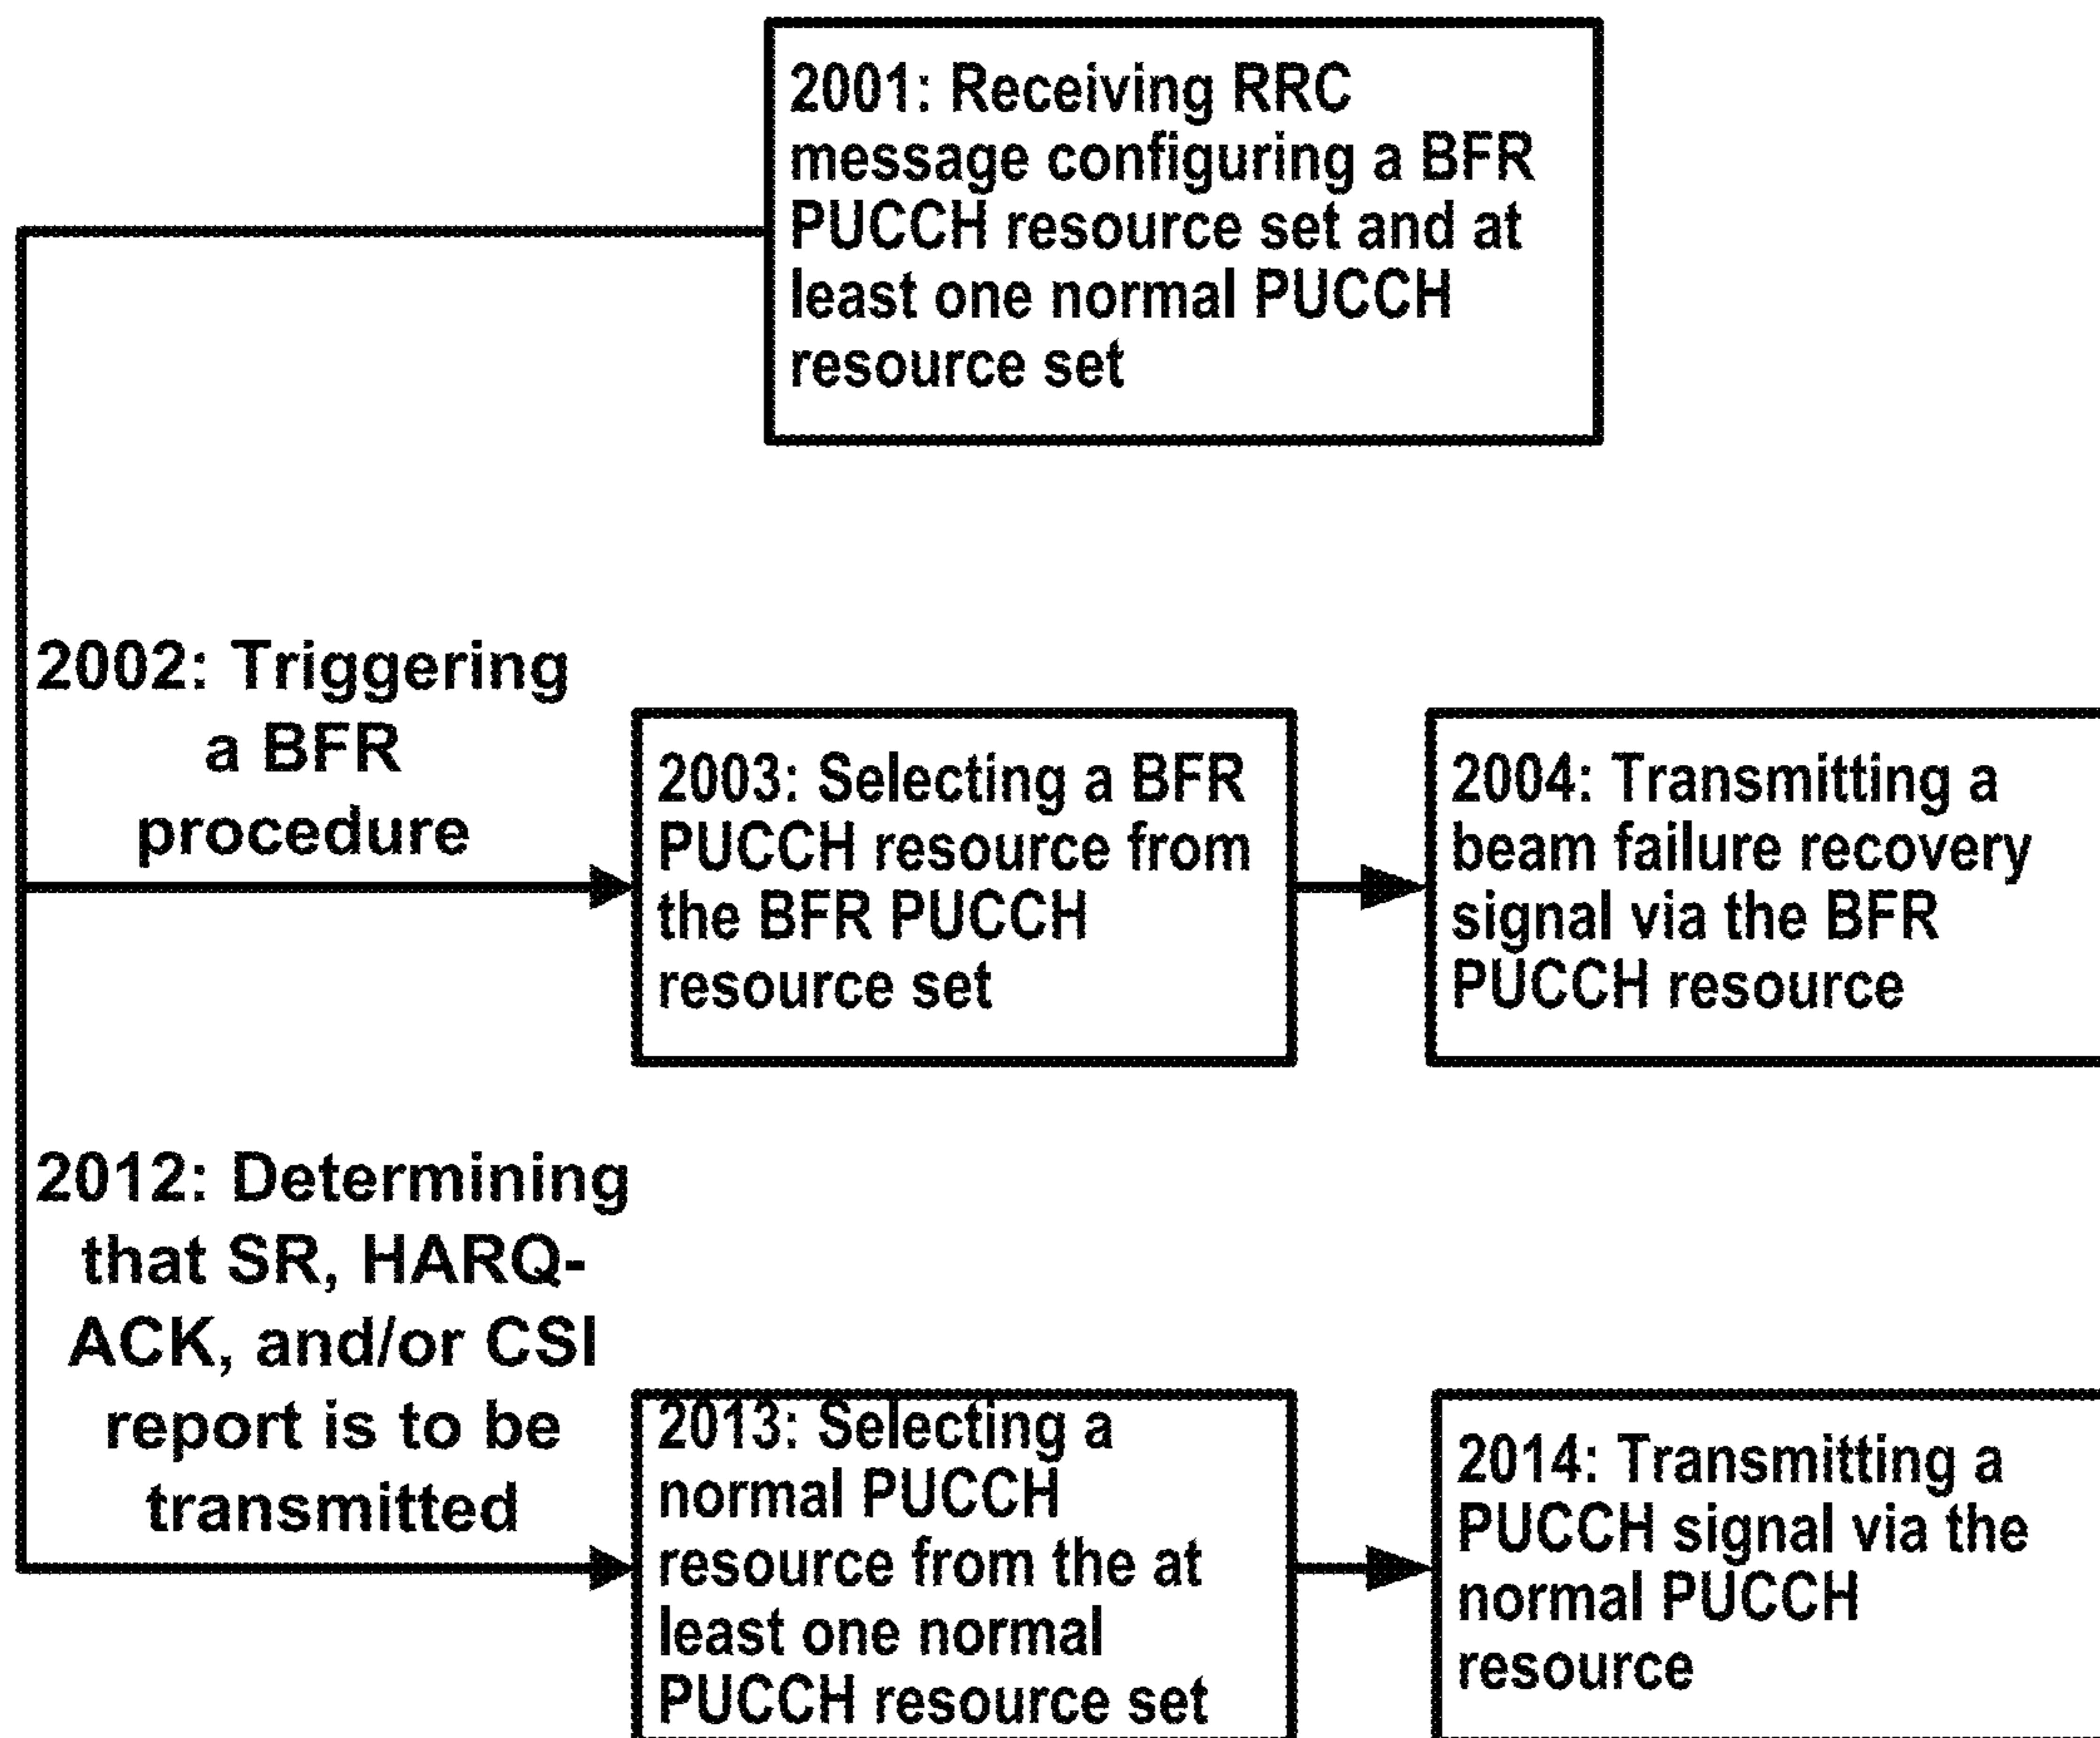 2001: Receiving RRC
message configuring a BFR
PUCCH resource set and at
least one normal PUCCH
resource set
2002: Triggering
a BFR
procedure
2003: Selecting a BFR
PUCCH resource from
the BFR PUCCH
resource set
2004: Transmitting a
beam failure recovery
signal via the BFR
PUCCH resource
2012: Determining
that SR, HARQ-
ACK, and/or CSI
report is to be
transmitted
2013: Selecting a
normal PUCCH
resource from the at
least one normal
PUCCH resource set
2014: Transmitting a
PUCCH signal via the
normal PUCCH
resource